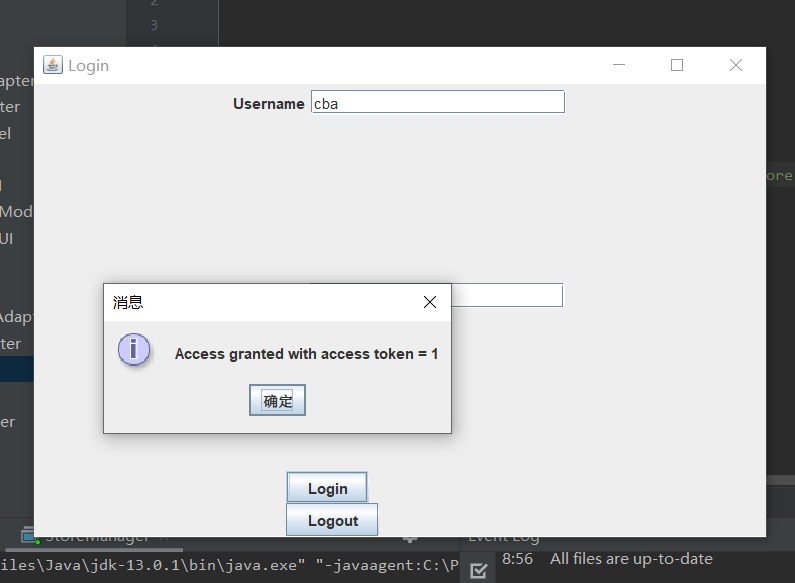 2
3
Login
Username cba
apter
ter
el
ore
Mod
UI
消息
Adapt
ter
Access granted with access token = 1
确定
er
Login
Logout
StoreManager
Event Log
8:56 All files are up-to-date
iles\Java\jdk-13.0.1\bin\java.exe" "-javaagent:C:\P